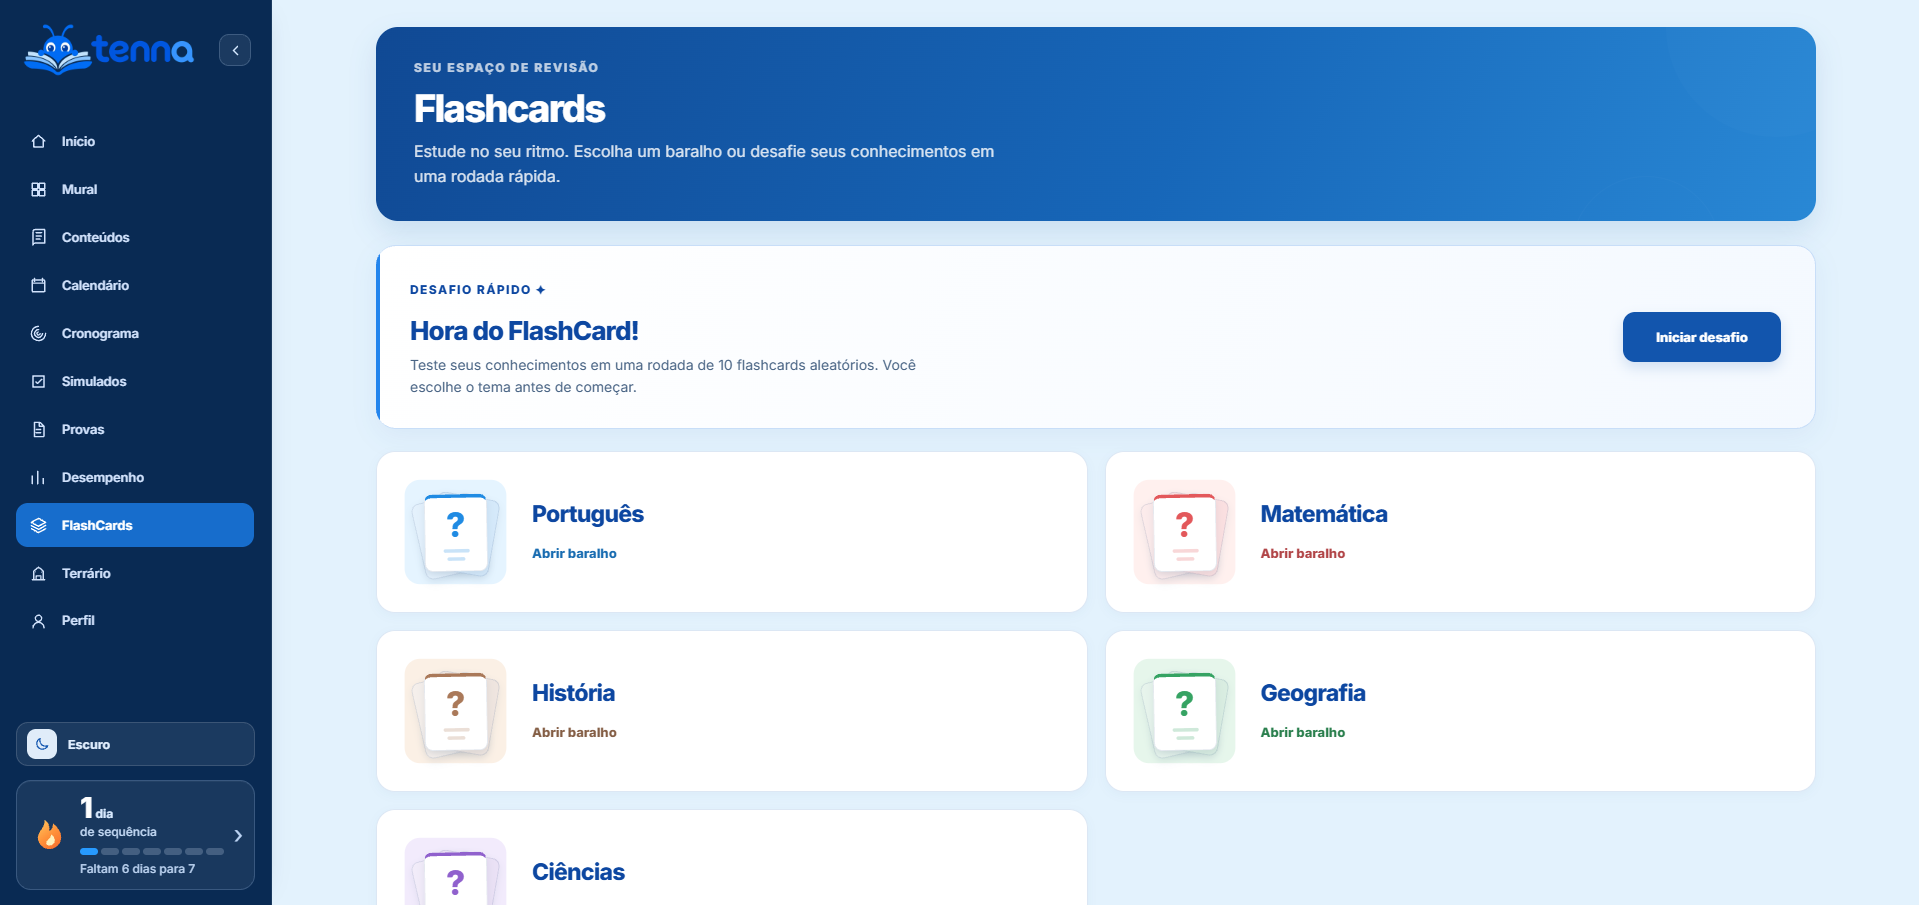 tenna
Início
Mural
Conteúdos
Calendário
Cronograma
Simulados
Provas
Desempenho
FlashCards
Terrário
Perfil
Escuro
1 dia
de sequência
Faltam 6 dias para 7
SEU ESPAÇO DE REVISÃO
Flashcards
Estude no seu ritmo. Escolha um baralho ou desafie seus conhecimentos em
uma rodada rápida.
DESAFIO RÁPIDO ✦
Hora do FlashCard!
Teste seus conhecimentos em uma rodada de 10 flashcards aleatórios. Você
escolhe o tema antes de começar.
Iniciar desafio
?
Português
Abrir baralho
?
Matemática
Abrir baralho
?
História
Abrir baralho
?
Geografia
Abrir baralho
?
Ciências